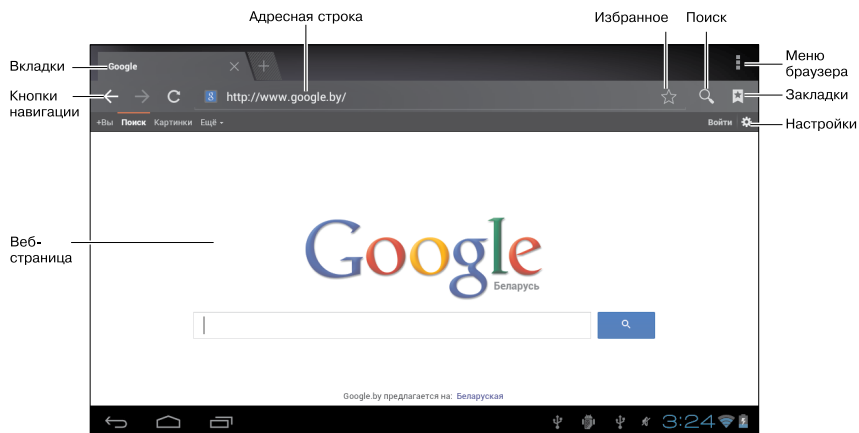 Адресная строка
Избранное
Поиск
Вкладки
Google
Меню
браузера
Кнопки
навигации
8 http://www.google.by/
Закладки
+Вы Поиск Картинки Ещё
Войти
Настройки
Веб-
страница
Google
Беларусь
Google.by предлагается на: Беларуская
3:24